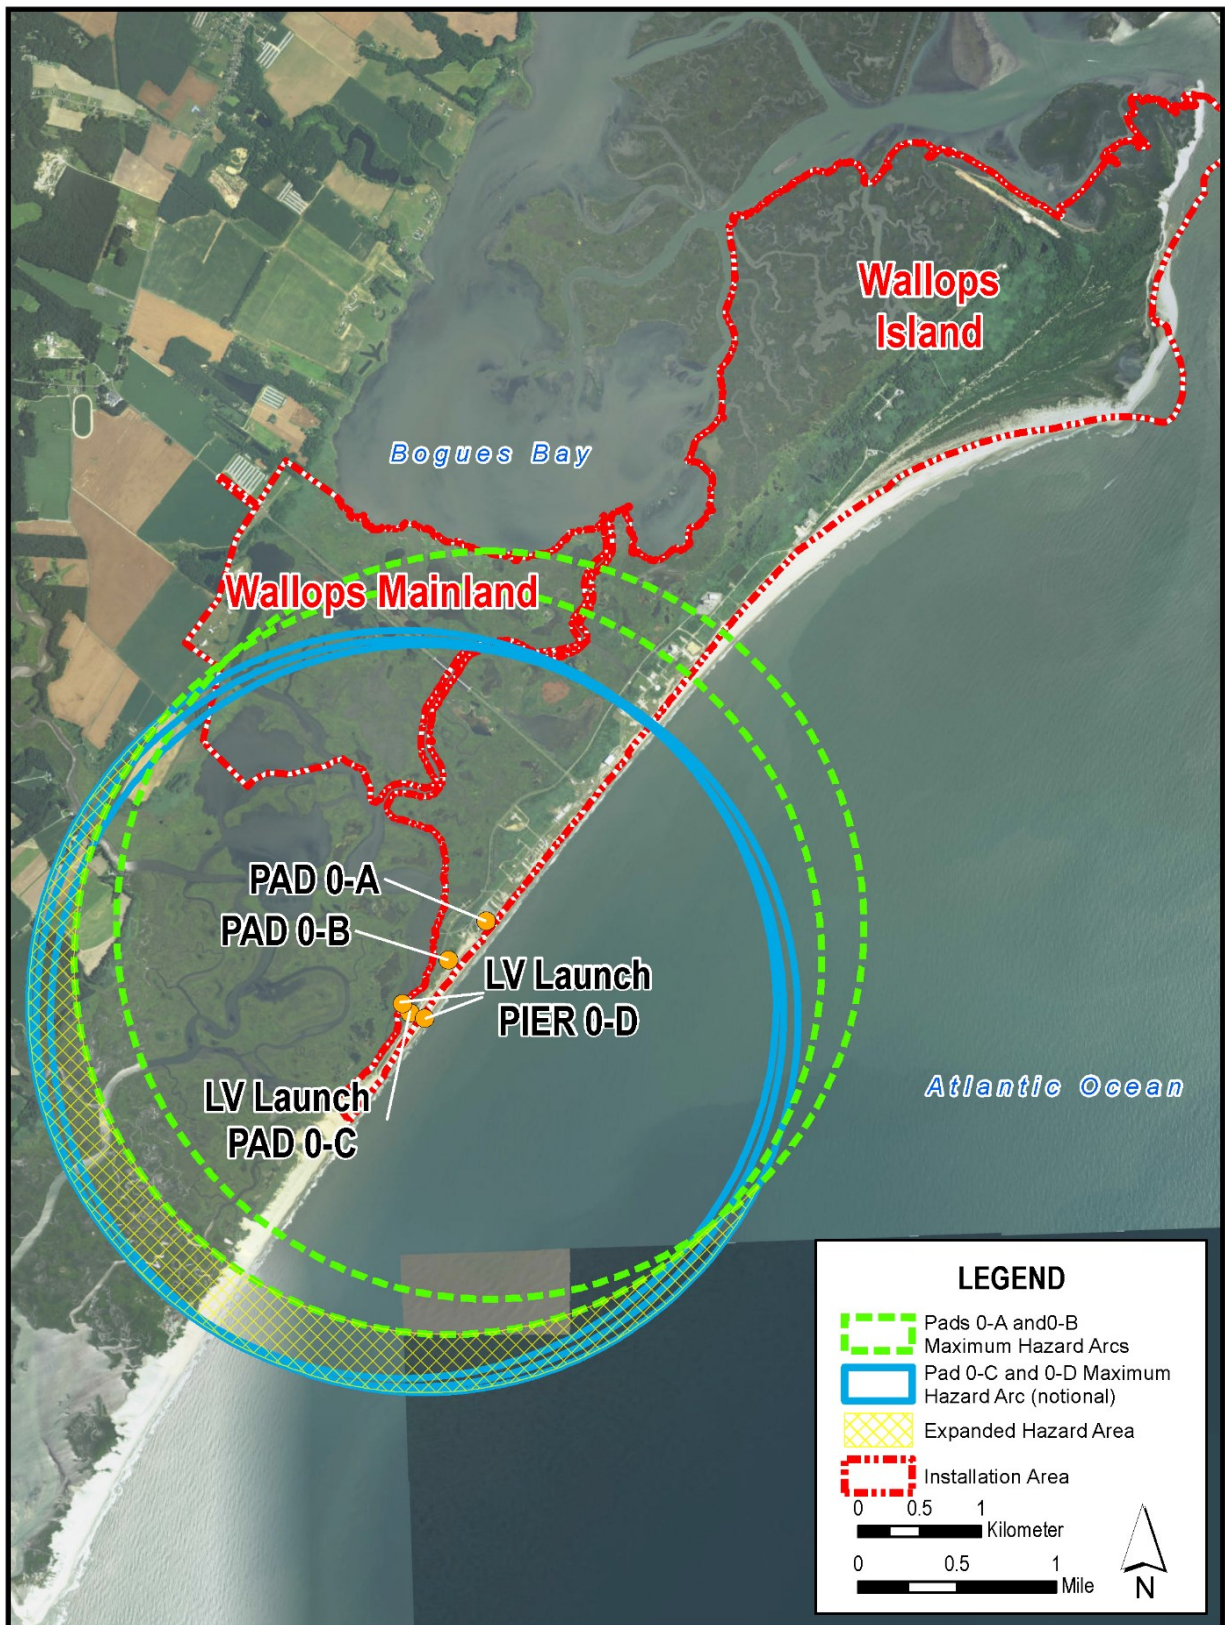 Wallops
Island
Bogues Bay
Wallops Mainland
PAD 0-A
PAD 0-B
LV Launch
PIER 0-D
LV Launch
PAD 0-C
Atlantic Ocean
LEGEND
Pads 0-A and0-B
Maximum Hazard Arcs
Pad 0-C and 0-D Maximum
Hazard Arc (notional)
Expanded Hazard Area
Installation Area
0 0.5 1
Kilometer
0 0.5 1
Mile
N